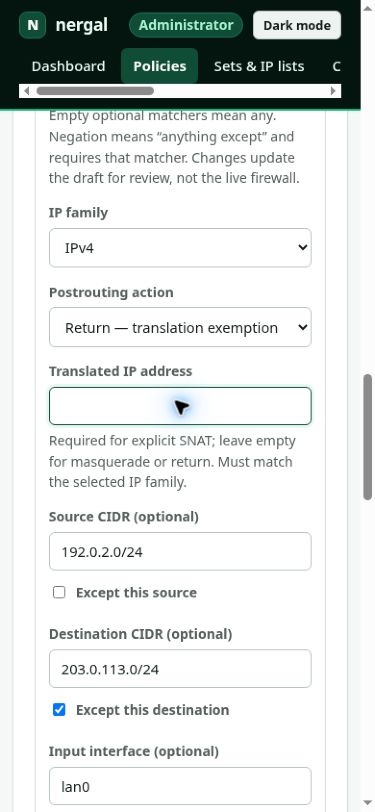 N nergal Administrator Dark mode
Dashboard Policies Sets & IP lists C
Empty optional matchers mean any.
Negation means “anything except” and
requires that matcher. Changes update
the draft for review, not the live firewall.
IP family
IPv4
Postrouting action
Return — translation exemption
Translated IP address
Required for explicit SNAT; leave empty
for masquerade or return. Must match
the selected IP family.
Source CIDR (optional)
192.0.2.0/24
Except this source
Destination CIDR (optional)
203.0.113.0/24
Except this destination
Input interface (optional)
lan0